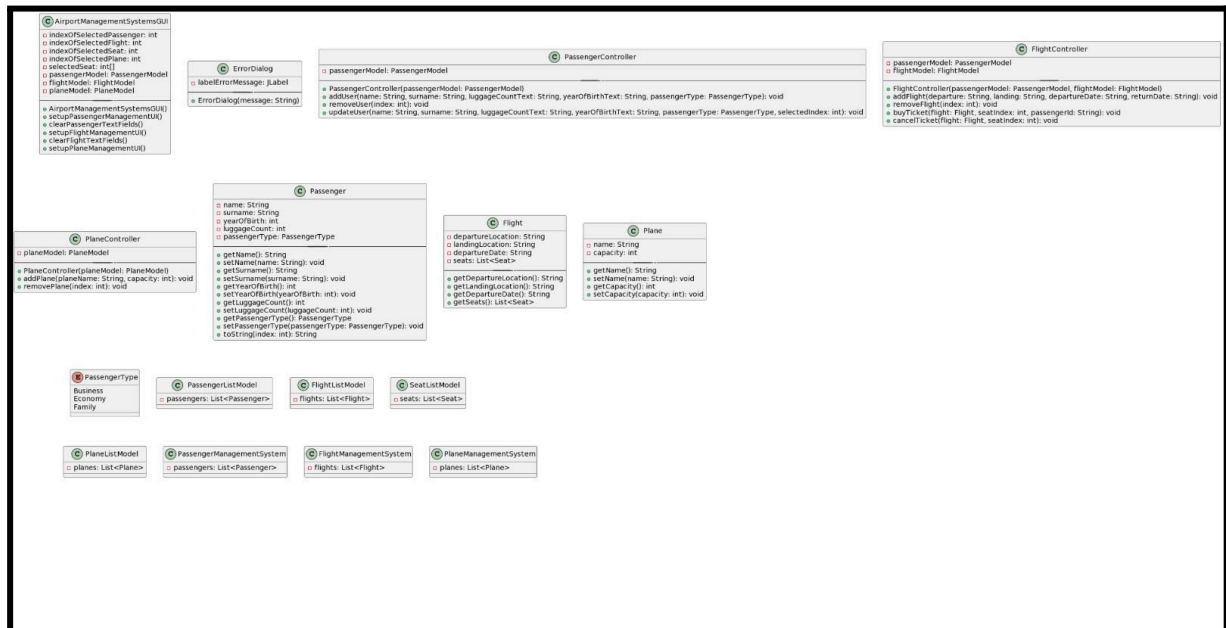 C AirportManagementSystemsGUI
indexOfSelectedPassenger: int
indexOfSelectedFlight: int
indexOfSelectedSeat: int
indexOfSelectedPlane: int
selectedSeat: int[]
passengerModel: PassengerModel
flightModel: FlightModel
planeModel: PlaneModel
AirportManagementSystemsGUI()
setupPassengerManagementUI()
clearPassengerTextFields()
setupFlightManagementUI()
clearFlightTextFields()
setupPlaneManagementUI()
C ErrorDialog
labelErrorMessage: JLabel
ErrorDialog(message: String)
C PassengerController
passengerModel: PassengerModel
PassengerController(passengerModel: PassengerModel)
addUser(name: String, surname: String, luggageCountText: String, yearOfBirthText: String, passengerType: PassengerType): void
removeUser(index: int): void
updateUser(name: String, surname: String, luggageCountText: String, yearOfBirthText: String, passengerType: PassengerType, selectedIndex: int): void
C FlightController
passengerModel: PassengerModel
flightModel: FlightModel
FlightController(passengerModel: PassengerModel, flightModel: FlightModel)
addFlight(departure: String, landing: String, departureDate: String, returnDate: String): void
removeFlight(index: int): void
buyTicket(flight: Flight, seatIndex: int, passengerId: String): void
cancelTicket(flight: Flight, seatIndex: int): void
C PlaneController
planeModel: PlaneModel
PlaneController(planeModel: PlaneModel)
addPlane(planeName: String, capacity: int): void
removePlane(index: int): void
C Passenger
name: String
surname: String
yearOfBirth: int
luggageCount: int
passengerType: PassengerType
getName(): String
setName(name: String): void
getSurname(): String
setSurname(surname: String): void
getYearOfBirth(): int
setYearOfBirth(yearOfBirth: int): void
getLuggageCount(): int
setLuggageCount(luggageCount: int): void
getPassengerType(): PassengerType
setPassengerType(passengerType: PassengerType): void
toString(index: int): String
C Flight
departureLocation: String
landingLocation: String
departureDate: String
seats: List<Seat>
getDepartureLocation(): String
getLandingLocation(): String
getDepartureDate(): String
getSeats(): List<Seat>
C Plane
name: String
capacity: int
getName(): String
setName(name: String): void
getCapacity(): int
setCapacity(capacity: int): void
E PassengerType
Business
Economy
Family
C PassengerListModel
passengers: List<Passenger>
C FlightListModel
flights: List<Flight>
C SeatListModel
seats: List<Seat>
C PlaneListModel
planes: List<Plane>
C PassengerManagementSystem
passengers: List<Passenger>
C FlightManagementSystem
flights: List<Flight>
C PlaneManagementSystem
planes: List<Plane>